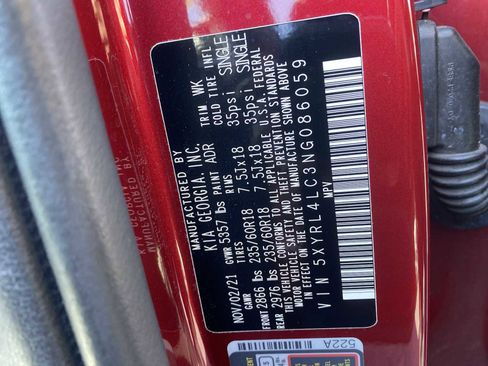 MANUFACTURED BY
KIA GEORGIA, INC.
NOV/02/21 GVWR 5357 lbs PAINT ADR TRIM WK
GAWR TIRES RIMS COLD TIRE INFL
FRONT 2866 lbs 235/60R18 7.5Jx18 35psi SINGLE
REAR 2976 lbs 235/60R18 7.5Jx18 35psi SINGLE
THIS VEHICLE CONFORMS TO ALL APPLICABLE U.S.A. FEDERAL
MOTOR VEHICLE SAFETY STANDARDS IN EFFECT ON THE
DATE OF MANUFACTURE SHOWN ABOVE
VIN 5XYRL4LC3NG086059
MPV
522A